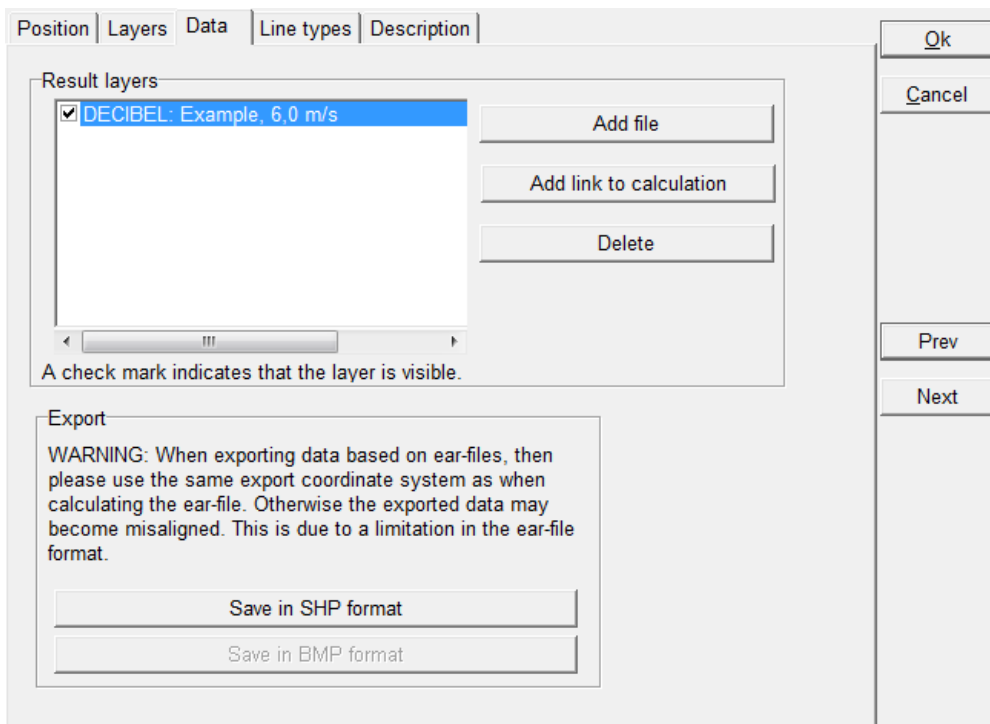 Position
Layers
Data
Line types
Description
Ok
Cancel
Result layers
DECIBEL: Example, 6,0 m/s
Add file
Add link to calculation
Delete
A check mark indicates that the layer is visible.
Prev
Next
Export
WARNING: When exporting data based on ear-files, then
please use the same export coordinate system as when
calculating the ear-file. Otherwise the exported data may
become misaligned. This is due to a limitation in the ear-file
format.
Save in SHP format
Save in BMP format